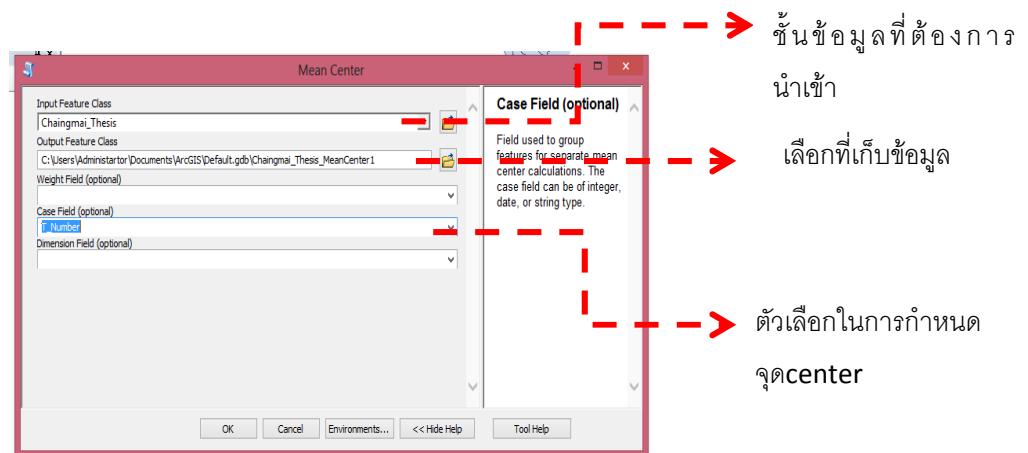 Mean Center
Input Feature Class
Chaingmai_Thesis
Output Feature Class
C:\Users\Administartor\Documents\ArcGIS\Default.gdb\Chaingmai_Thesis_MeanCenter1
Weight Field (optional)
Case Field (optional)
T_Number
Dimension Field (optional)
OK Cancel Environments... << Hide Help Tool Help
Case Field (optional)
Field used to group
features for separate mean
center calculations. The
case field can be of integer,
date, or string type.
ชั้นข้อมูลที่ต้องการ
นำเข้า
เลือกที่เก็บข้อมูล
ตัวเลือกในการกำหนด
จุดcenter